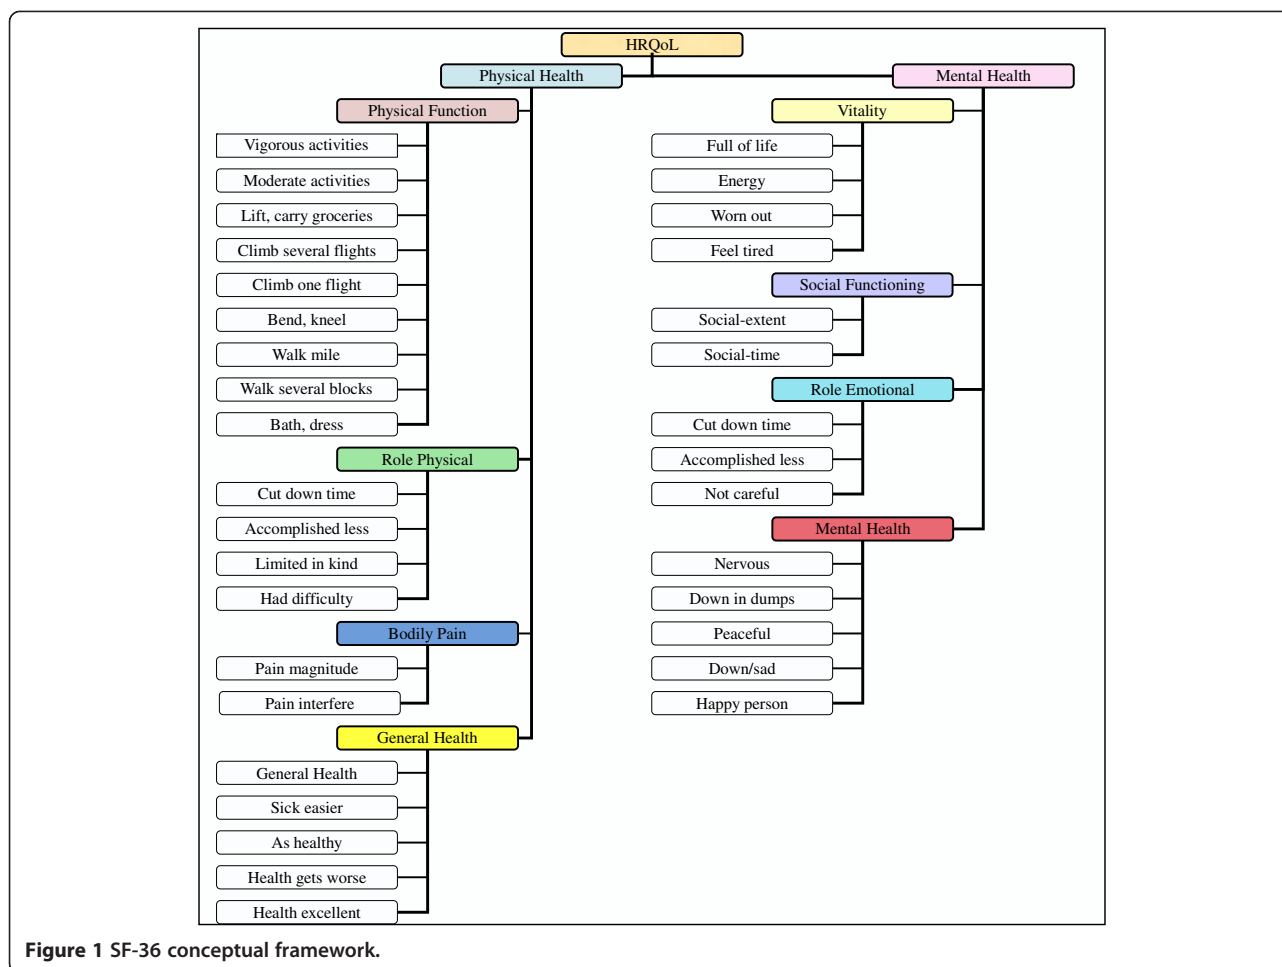 HRQoL
Physical Health
Mental Health
Physical Function
Vigorous activities
Moderate activities
Lift, carry groceries
Climb several flights
Climb one flight
Bend, kneel
Walk mile
Walk several blocks
Bath, dress
Role Physical
Cut down time
Accomplished less
Limited in kind
Had difficulty
Bodily Pain
Pain magnitude
Pain interfere
General Health
General Health
Sick easier
As healthy
Health gets worse
Health excellent
Vitality
Full of life
Energy
Worn out
Feel tired
Social Functioning
Social-extent
Social-time
Role Emotional
Cut down time
Accomplished less
Not careful
Mental Health
Nervous
Down in dumps
Peaceful
Down/sad
Happy person
Figure 1 SF-36 conceptual framework.